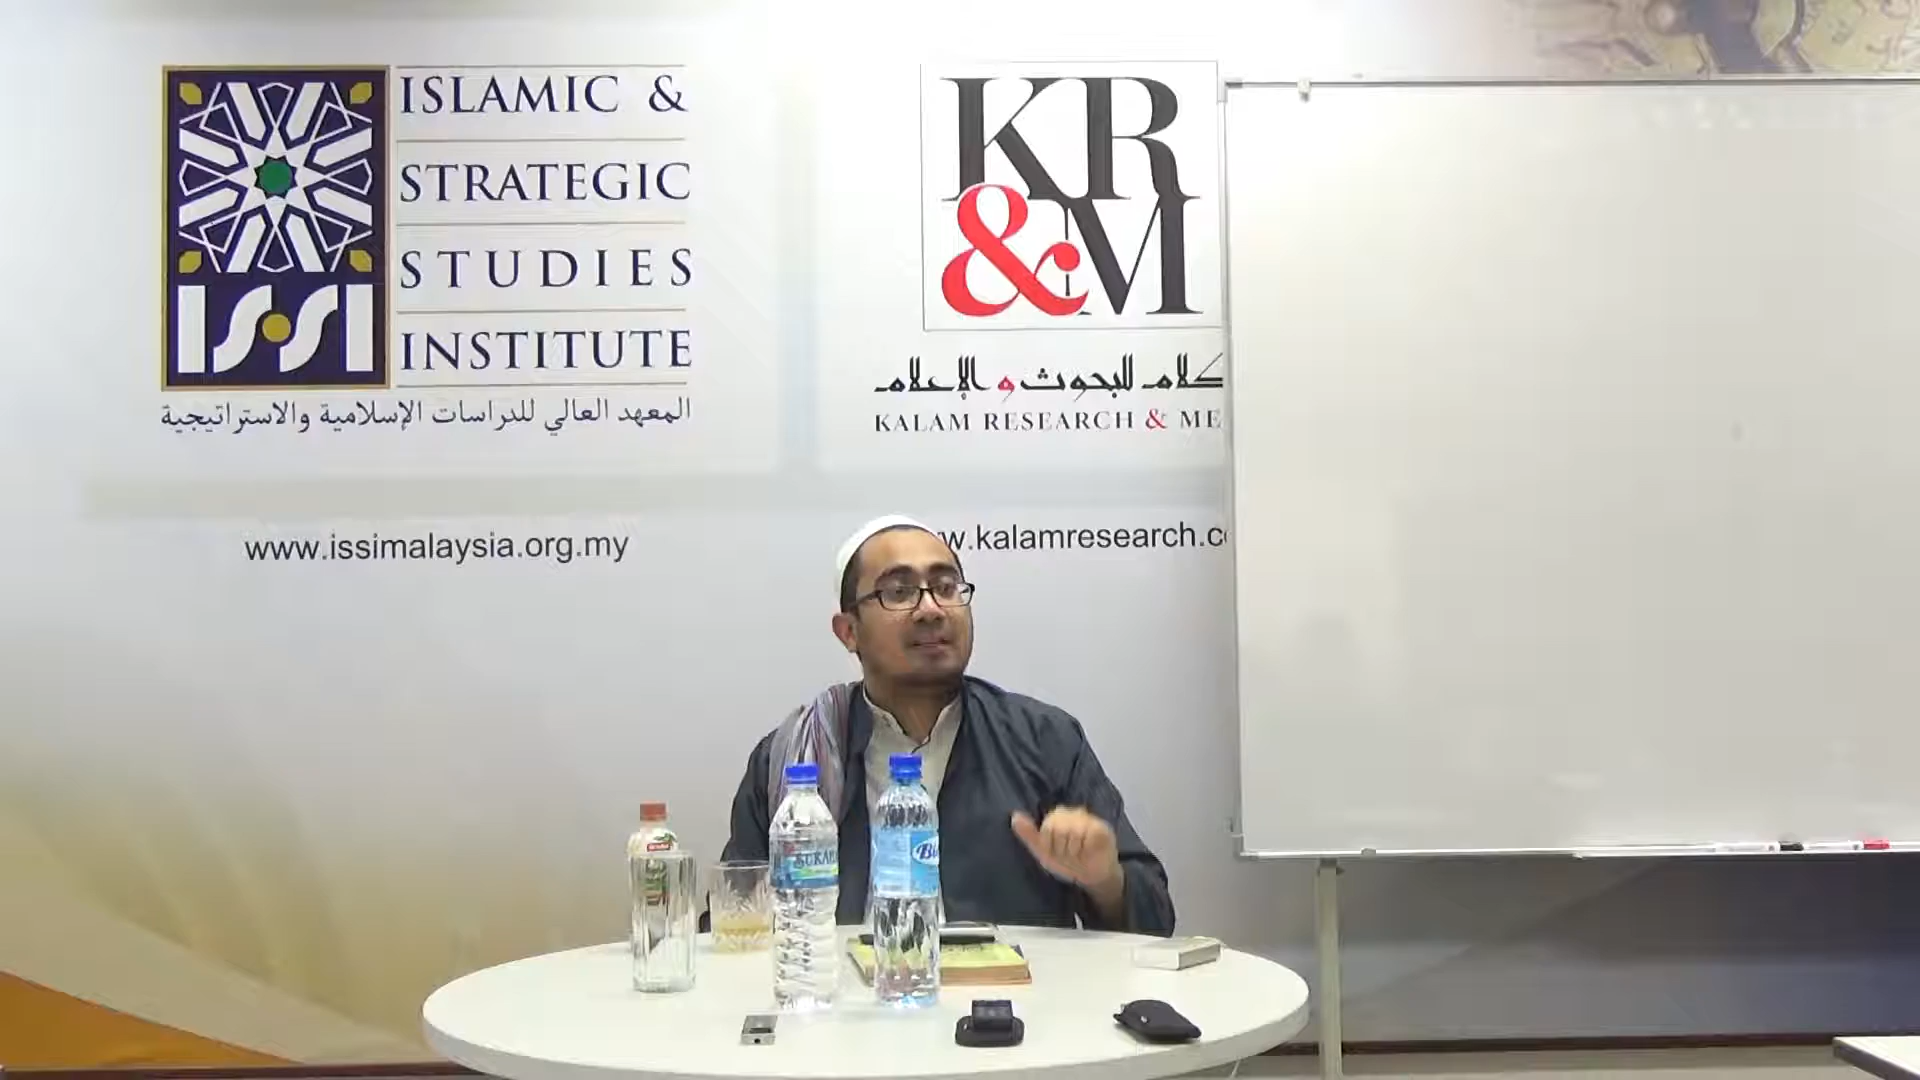 ISLAMIC &
STRATEGIC
STUDIES
INSTITUTE
ISSI
المعهد العالي للدراسات الإسلامية والاستراتيجية
www.issimalaysia.org.my
KR
&M
كلام للبحوث والإعلام
KALAM RESEARCH & ME
w.kalamresearch.c